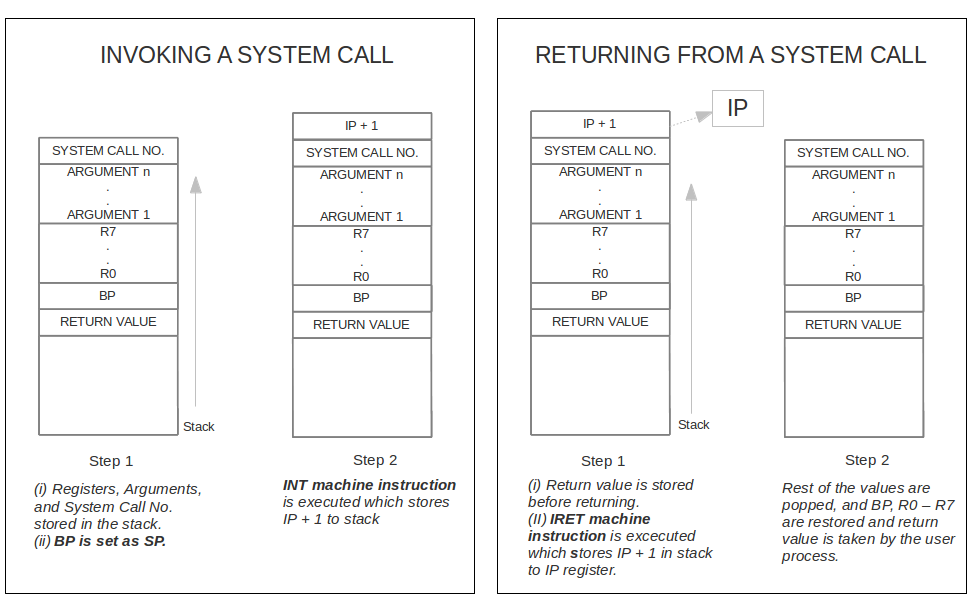 INVOKING A SYSTEM CALL
SYSTEM CALL NO.
ARGUMENT n
.
.
ARGUMENT 1
R7
.
.
R0
BP
RETURN VALUE
Stack
Step 1
(i) Registers, Arguments,
and System Call No.
stored in the stack.
(ii) BP is set as SP.
IP + 1
SYSTEM CALL NO.
ARGUMENT n
.
.
ARGUMENT 1
R7
.
.
R0
BP
RETURN VALUE
Step 2
INT machine instruction
is executed which stores
IP + 1 to stack
RETURNING FROM A SYSTEM CALL
IP
IP + 1
SYSTEM CALL NO.
ARGUMENT n
.
.
ARGUMENT 1
R7
.
.
R0
BP
RETURN VALUE
Stack
Step 1
(i) Return value is stored
before returning.
(II) IRET machine
instruction is excecuted
which stores IP + 1 in stack
to IP register.
SYSTEM CALL NO.
ARGUMENT n
.
.
ARGUMENT 1
R7
.
.
R0
BP
RETURN VALUE
Step 2
Rest of the values are
popped, and BP, R0 – R7
are restored and return
value is taken by the user
process.